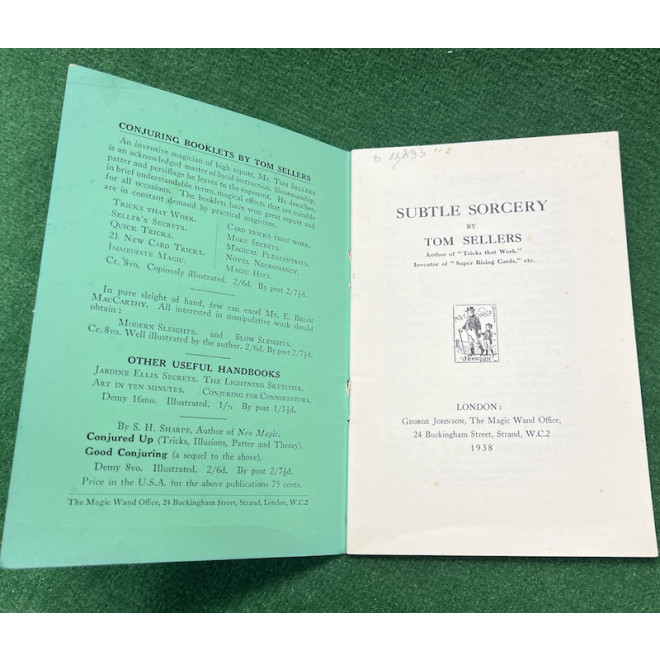 CONJURING BOOKLETS BY TOM SELLERS
An inventive magician of high repute, Mr. TOM SELLERS
is an acknowledged master of lucid instruction. Showmanship,
patter and persiflage he leaves to the exponent. He describes,
in brief understandable terms, magical effects that are suitable
for all occasions. The booklets have won great repute and
are in constant demand by practical magicians.
TRICKS THAT WORK.
SELLER'S SECRETS.
QUICK TRICKS.
21 NEW CARD TRICKS.
IMMEDIATE MAGIC.
CARD TRICKS THAT WORK.
MORE SECRETS.
MAGICAL PLEASANTRIES.
NOVEL NECROMANCY.
MAGIC HITS.
Cr. 8vo. Copiously illustrated. 2/6d. By post 2/7½d.
In pure sleight of hand, few can excel Mr. E. BRIAN
MACCARTHY. All interested in manipulative work should
obtain :
MODERN SLEIGHTS. and SLOW SLEIGHTS.
Cr. 8vo. Well illustrated by the author. 2/6d. By post 2/7½d.
OTHER USEFUL HANDBOOKS
JARDINE ELLIS SECRETS. THE LIGHTNING SKETCHER.
ART IN TEN MINUTES. CONJURING FOR CONNOISSEURS.
Demy 16mo. Illustrated. 1/-. By post 1/1½d.
By S. H. SHARPE, Author of Neo Magic.
Conjured Up (Tricks, Illusions, Patter and Theory).
Good Conjuring (a sequel to the above).
Demy 8vo. Illustrated. 2/6d. By post 2/7½d.
Price in the U.S.A. for the above publications 75 cents.
The Magic Wand Office, 24 Buckingham Street, Strand, London, W.C.2
SUBTLE SORCERY
BY
TOM SELLERS
Author of "Tricks that Work."
Inventor of "Super Rising Cards," etc.
JOHNSON
LONDON :
GEORGE JOHNSON, The Magic Wand Office,
24 Buckingham Street, Strand, W.C.2
1938